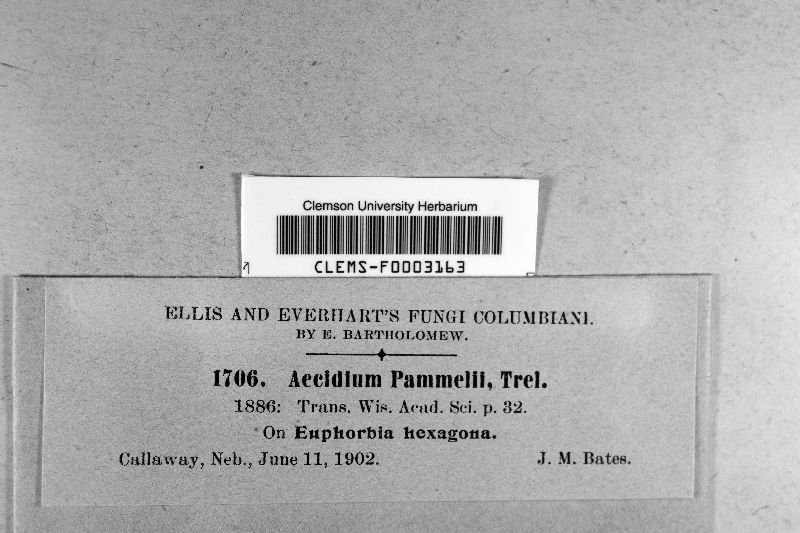 Clemson University Herbarium
CLEMS-F0003163
ELLIS AND EVERHART'S FUNGI COLUMBIANI.
BY E. BARTHOLOMEW.
1706. Aecidium Pammelii, Trel.
1886: Trans. Wis. Acad. Sci. p. 32.
On Euphorbia hexagona.
Callaway, Neb., June 11, 1902. J. M. Bates.